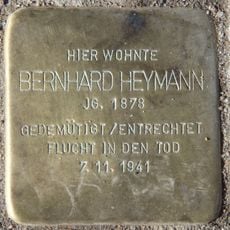 HIER WOHNTE
BERNHARD HEYMANN
JG. 1878
GEDEMÜTIGT/ENTRECHTET
FLUCHT IN DEN TOD
7.11.1941